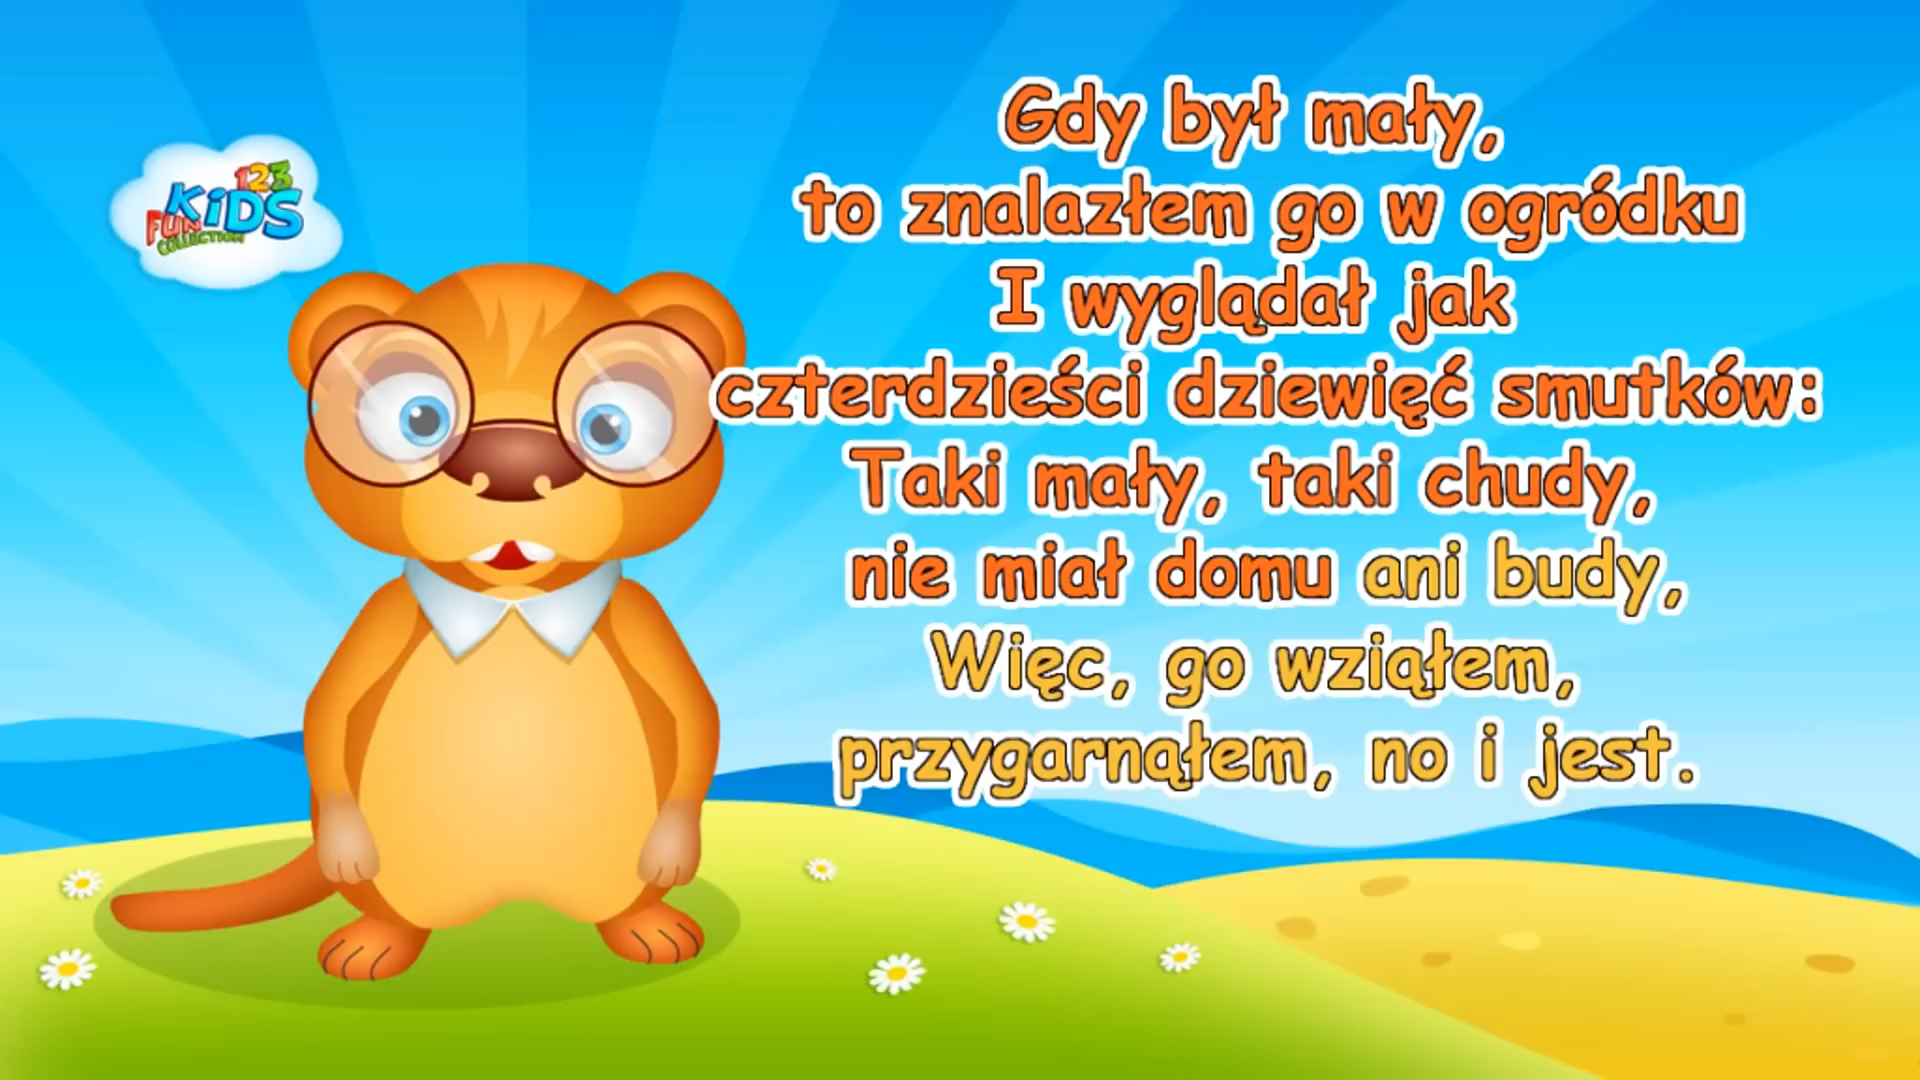 123
KiDS
FUN
COLLECTION
Gdy był mały,
to znalazłem go w ogródku
I wyglądał jak
czterdzieści dziewięć smutków:
Taki mały, taki chudy,
nie miał domu ani budy,
Więc, go wziąłem,
przygarnąłem, no i jest.